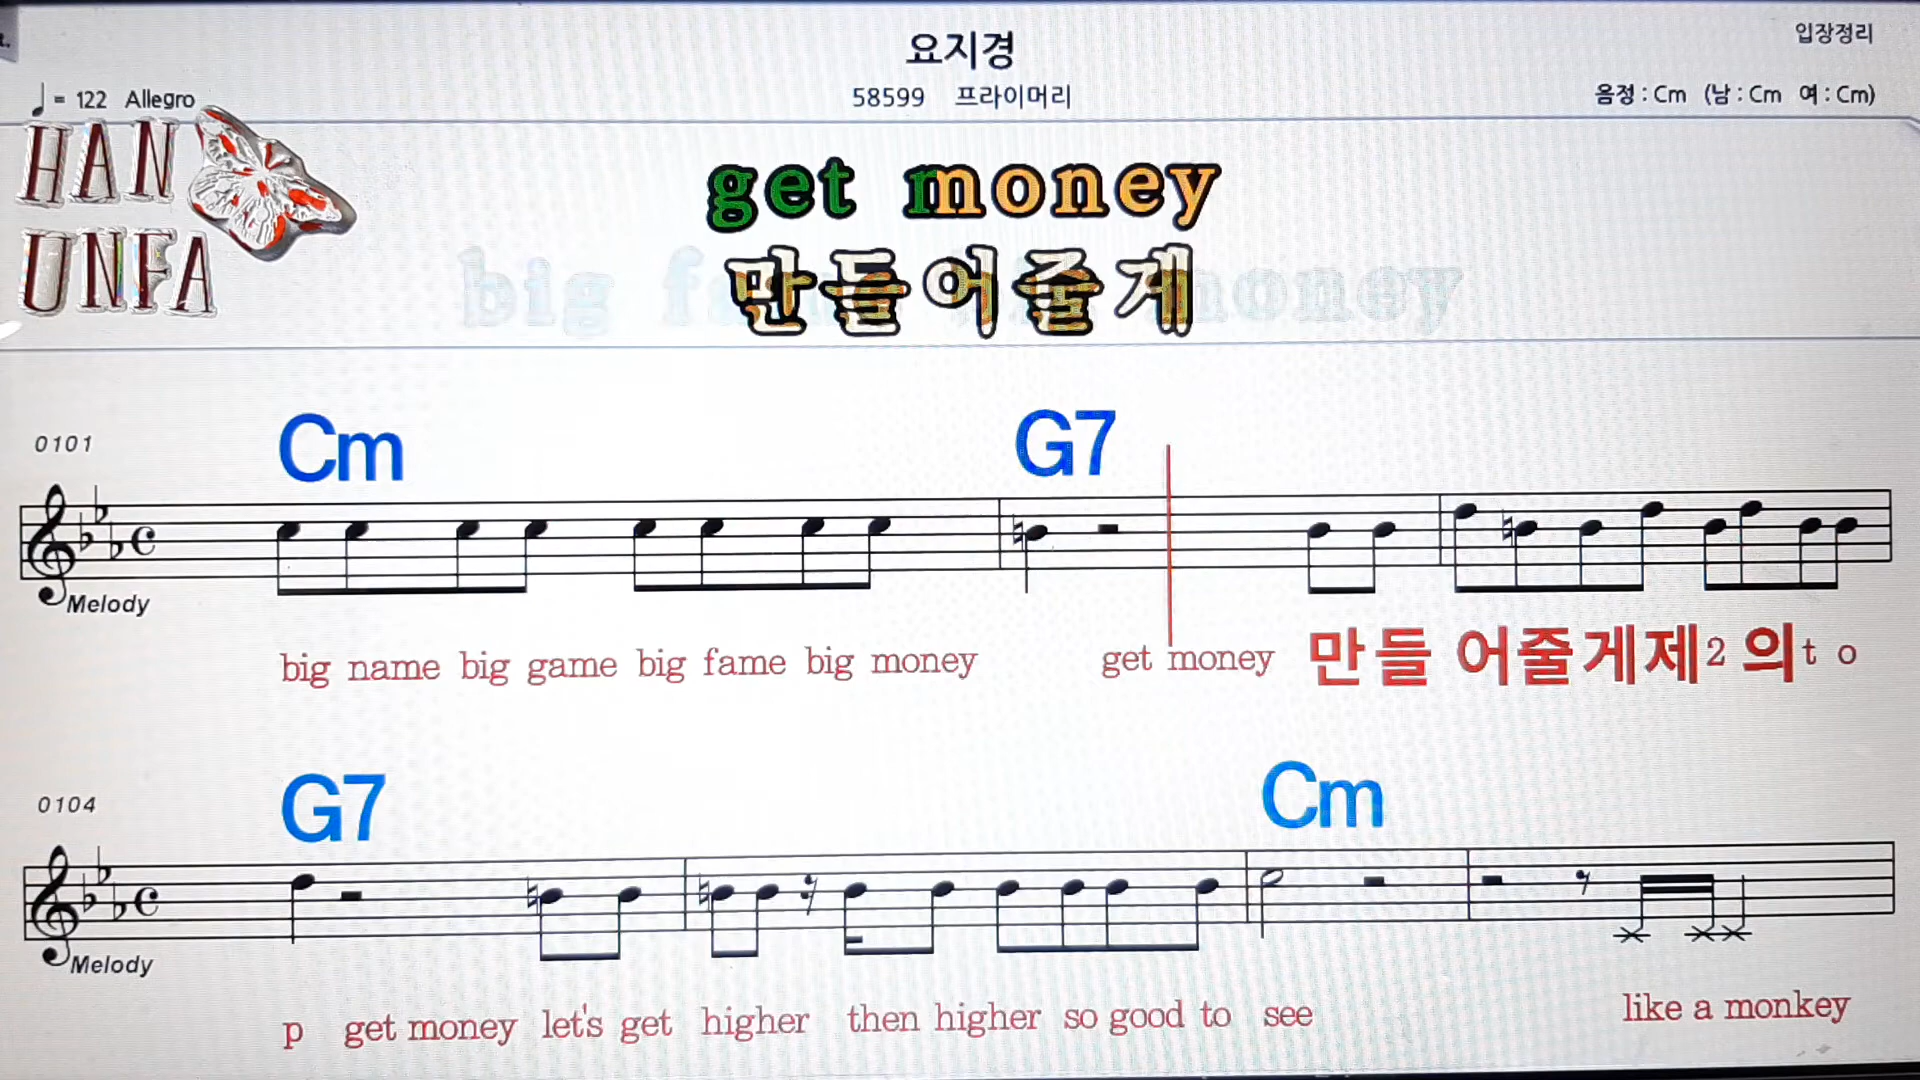 입장정리
요지경
♩= 122 Allegro
58599 프라이머리
음정 : Cm (남 : Cm 여 : Cm)
HAN
UNFA
get money
big fa money
만들어줄게
Cm G7
0101
Melody
big name big game big fame big money get money 만들 어줄게제2 의t o
G7 Cm
0104
Melody
p get money let's get higher then higher so good to see like a monkey